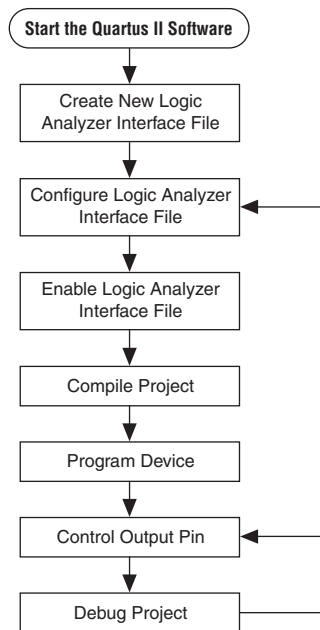 Start the Quartus II Software
Create New Logic
Analyzer Interface File
Configure Logic Analyzer
Interface File
Enable Logic Analyzer
Interface File
Compile Project
Program Device
Control Output Pin
Debug Project